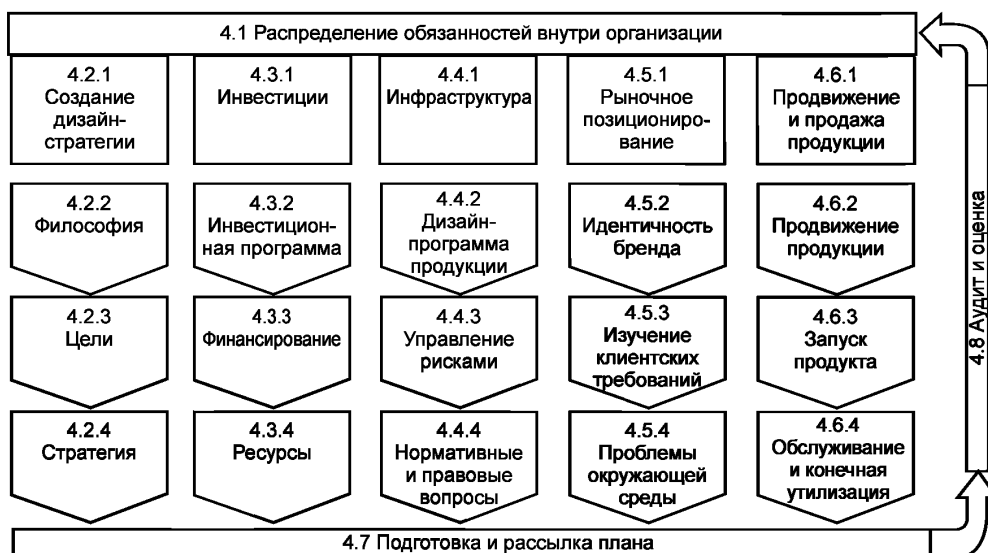 4.1 Распределение обязанностей внутри организации
4.2.1
Создание
дизайн-
стратегии
4.3.1
Инвестиции
4.4.1
Инфраструктура
4.5.1
Рыночное
позициониро-
вание
4.6.1
Продвижение
и продажа
продукции
4.2.2
Философия
4.3.2
Инвестицион-
ная программа
4.4.2
Дизайн-
программа
продукции
4.5.2
Идентичность
бренда
4.6.2
Продвижение
продукции
4.2.3
Цели
4.3.3
Финансирование
4.4.3
Управление
рисками
4.5.3
Изучение
клиентских
требований
4.6.3
Запуск
продукта
4.2.4
Стратегия
4.3.4
Ресурсы
4.4.4
Нормативные
и правовые
вопросы
4.5.4
Проблемы
окружающей
среды
4.6.4
Обслуживание
и конечная
утилизация
4.7 Подготовка и рассылка плана
4.8 Аудит и оценка